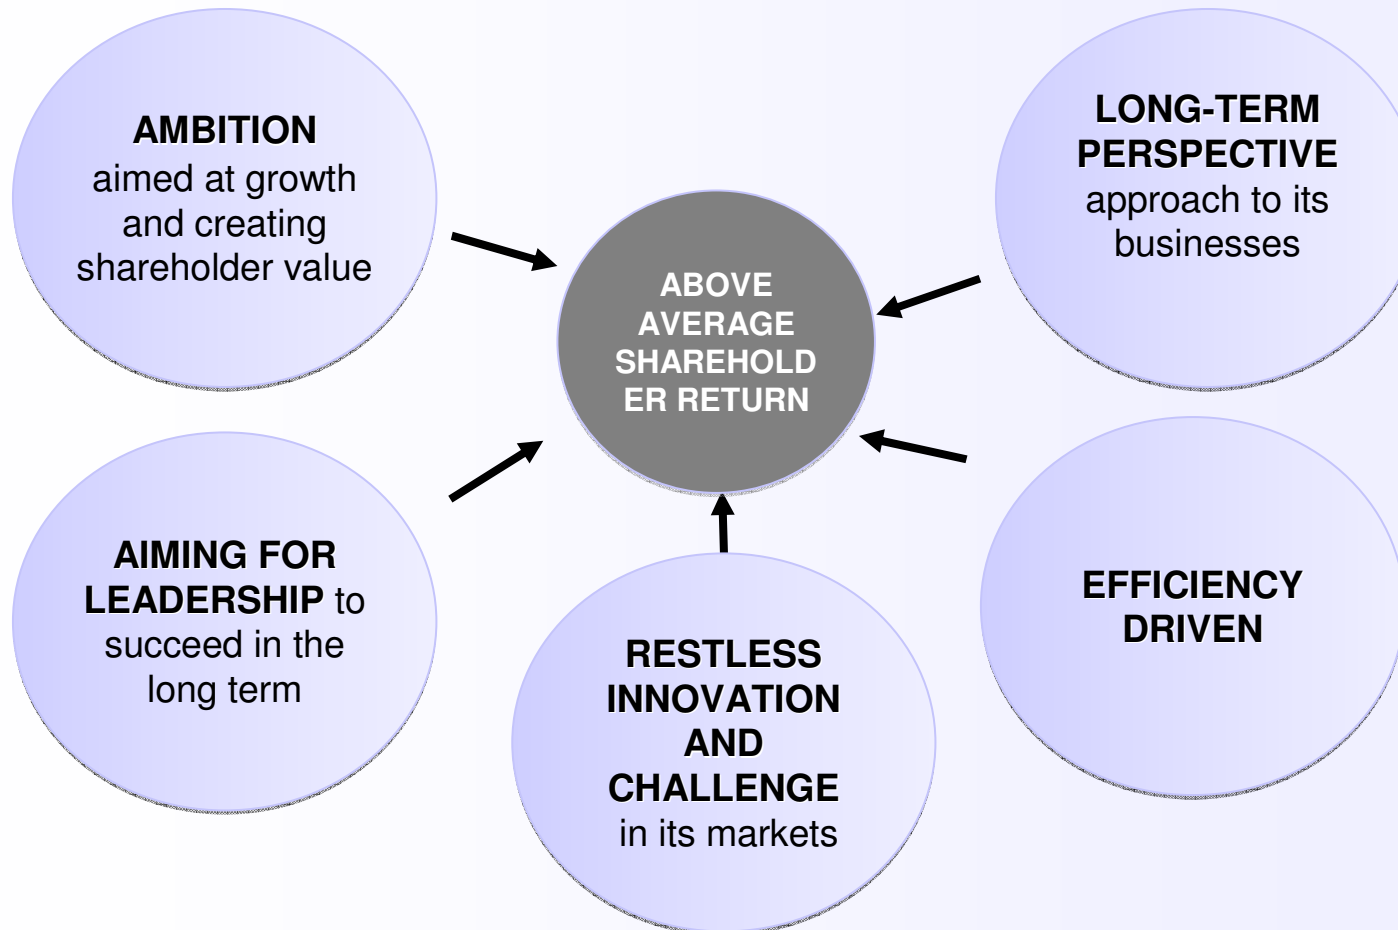 AMBITION
aimed at growth
and creating
shareholder value
LONG-TERM
PERSPECTIVE
approach to its
businesses
ABOVE
AVERAGE
SHAREHOLD
ER RETURN
AIMING FOR
LEADERSHIP to
succeed in the
long term
RESTLESS
INNOVATION
AND
CHALLENGE
in its markets
EFFICIENCY
DRIVEN